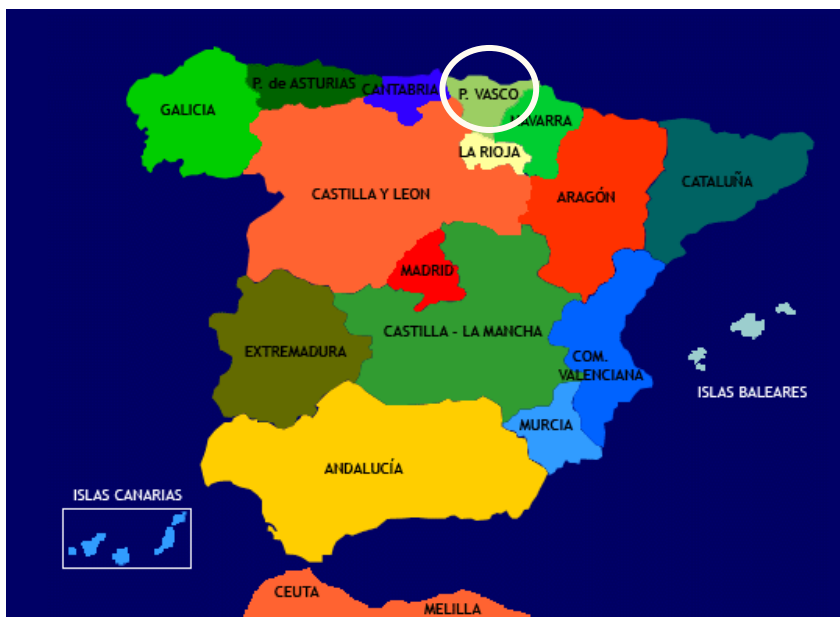 P. de ASTURIAS
CANTABRIA
P. VASCO
GALICIA
NAVARRA
LA RIOJA
CASTILLA Y LEON
ARAGÓN
CATALUÑA
MADRID
CASTILLA - LA MANCHA
EXTREMADURA
COM.
VALENCIANA
ISLAS BALEARES
MURCIA
ANDALUCÍA
ISLAS CANARIAS
CEUTA
MELILLA